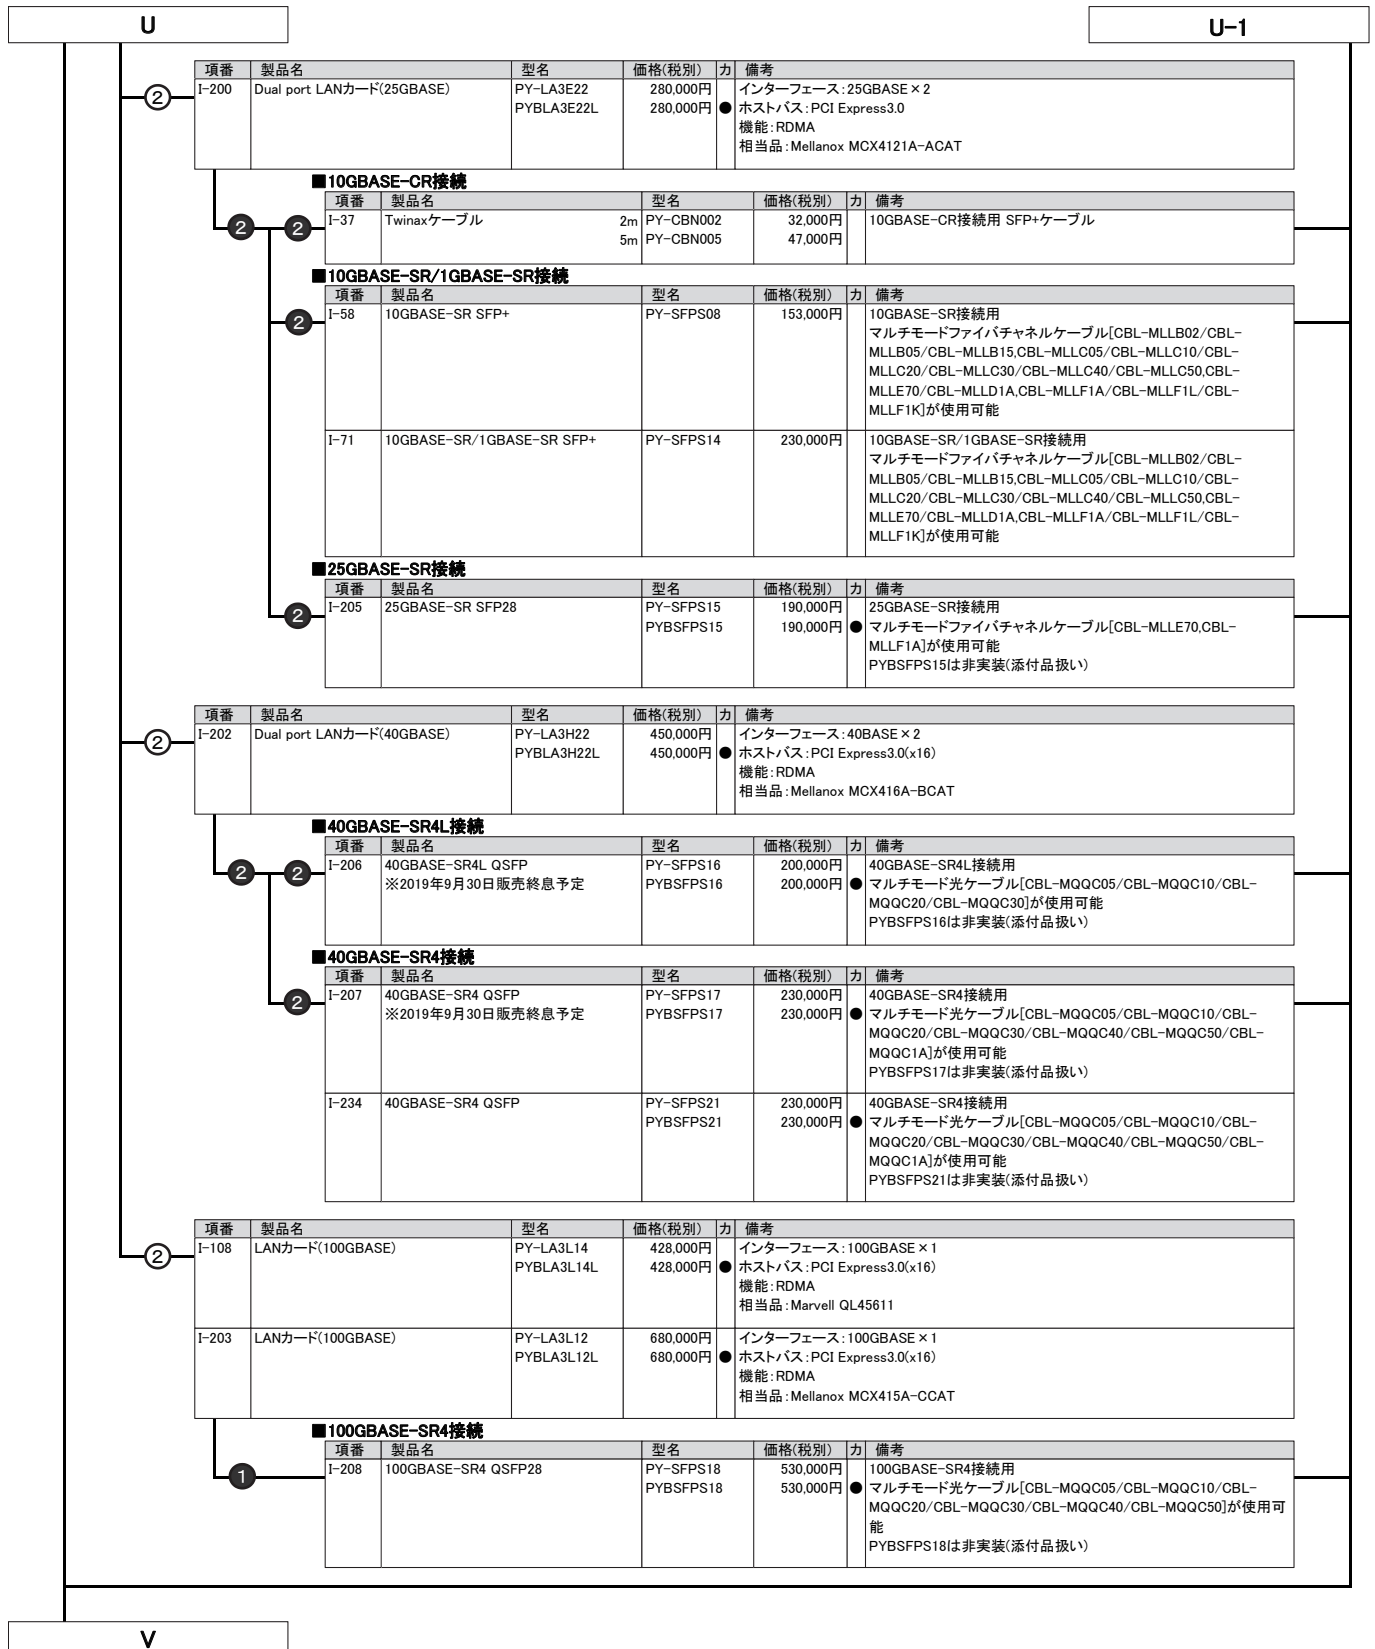 U
U-1
項番 製品名 型名 価格(税別) カ 備考
② I-200 Dual port LANカード(25GBASE) PY-LA3E22 280,000円 インターフェース:25GBASE×2
PYBLA3E22L 280,000円 ● ホストバス:PCI Express3.0
機能:RDMA
相当品:Mellanox MCX4121A-ACAT
■10GBASE-CR接続
項番 製品名 型名 価格(税別) カ 備考
❷ ❷ I-37 Twinaxケーブル 2m PY-CBN002 32,000円 10GBASE-CR接続用 SFP+ケーブル
5m PY-CBN005 47,000円
■10GBASE-SR/1GBASE-SR接続
項番 製品名 型名 価格(税別) カ 備考
❷ I-58 10GBASE-SR SFP+ PY-SFPS08 153,000円 10GBASE-SR接続用
マルチモードファイバチャネルケーブル[CBL-MLLB02/CBL-
MLLB05/CBL-MLLB15,CBL-MLLC05/CBL-MLLC10/CBL-
MLLC20/CBL-MLLC30/CBL-MLLC40/CBL-MLLC50,CBL-
MLLE70/CBL-MLLD1A,CBL-MLLF1A/CBL-MLLF1L/CBL-
MLLF1K]が使用可能
I-71 10GBASE-SR/1GBASE-SR SFP+ PY-SFPS14 230,000円 10GBASE-SR/1GBASE-SR接続用
マルチモードファイバチャネルケーブル[CBL-MLLB02/CBL-
MLLB05/CBL-MLLB15,CBL-MLLC05/CBL-MLLC10/CBL-
MLLC20/CBL-MLLC30/CBL-MLLC40/CBL-MLLC50,CBL-
MLLE70/CBL-MLLD1A,CBL-MLLF1A/CBL-MLLF1L/CBL-
MLLF1K]が使用可能
■25GBASE-SR接続
項番 製品名 型名 価格(税別) カ 備考
❷ I-205 25GBASE-SR SFP28 PY-SFPS15 190,000円 25GBASE-SR接続用
PYBSFPS15 190,000円 ● マルチモードファイバチャネルケーブル[CBL-MLLE70,CBL-
MLLF1A]が使用可能
PYBSFPS15は非実装(添付品扱い)
項番 製品名 型名 価格(税別) カ 備考
② I-202 Dual port LANカード(40GBASE) PY-LA3H22 450,000円 インターフェース:40BASE×2
PYBLA3H22L 450,000円 ● ホストバス:PCI Express3.0(x16)
機能:RDMA
相当品:Mellanox MCX416A-BCAT
■40GBASE-SR4L接続
項番 製品名 型名 価格(税別) カ 備考
❷ ❷ I-206 40GBASE-SR4L QSFP PY-SFPS16 200,000円 40GBASE-SR4L接続用
※2019年9月30日販売終息予定 PYBSFPS16 200,000円 ● マルチモード光ケーブル[CBL-MQQC05/CBL-MQQC10/CBL-
MQQC20/CBL-MQQC30]が使用可能
PYBSFPS16は非実装(添付品扱い)
■40GBASE-SR4接続
項番 製品名 型名 価格(税別) カ 備考
❷ I-207 40GBASE-SR4 QSFP PY-SFPS17 230,000円 40GBASE-SR4接続用
※2019年9月30日販売終息予定 PYBSFPS17 230,000円 ● マルチモード光ケーブル[CBL-MQQC05/CBL-MQQC10/CBL-
MQQC20/CBL-MQQC30/CBL-MQQC40/CBL-MQQC50/CBL-
MQQC1A]が使用可能
PYBSFPS17は非実装(添付品扱い)
I-234 40GBASE-SR4 QSFP PY-SFPS21 230,000円 40GBASE-SR4接続用
PYBSFPS21 230,000円 ● マルチモード光ケーブル[CBL-MQQC05/CBL-MQQC10/CBL-
MQQC20/CBL-MQQC30/CBL-MQQC40/CBL-MQQC50/CBL-
MQQC1A]が使用可能
PYBSFPS21は非実装(添付品扱い)
項番 製品名 型名 価格(税別) カ 備考
② I-108 LANカード(100GBASE) PY-LA3L14 428,000円 インターフェース:100GBASE×1
PYBLA3L14L 428,000円 ● ホストバス:PCI Express3.0(x16)
機能:RDMA
相当品:Marvell QL45611
I-203 LANカード(100GBASE) PY-LA3L12 680,000円 インターフェース:100GBASE×1
PYBLA3L12L 680,000円 ● ホストバス:PCI Express3.0(x16)
機能:RDMA
相当品:Mellanox MCX415A-CCAT
■100GBASE-SR4接続
項番 製品名 型名 価格(税別) カ 備考
❶ I-208 100GBASE-SR4 QSFP28 PY-SFPS18 530,000円 100GBASE-SR4接続用
PYBSFPS18 530,000円 ● マルチモード光ケーブル[CBL-MQQC05/CBL-MQQC10/CBL-
MQQC20/CBL-MQQC30/CBL-MQQC40/CBL-MQQC50]が使用可
能
PYBSFPS18は非実装(添付品扱い)
V